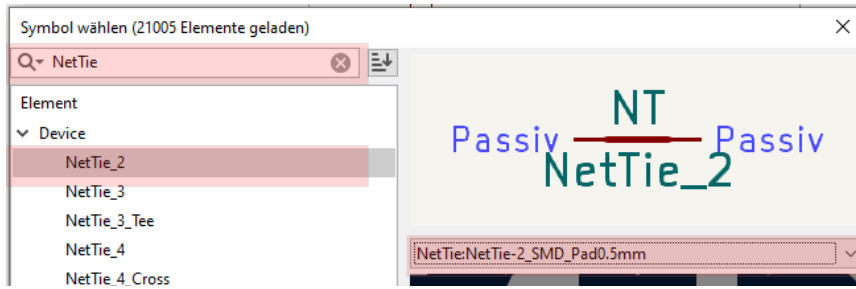 Symbol wählen (21005 Elemente geladen)
NetTie
Element
Device
NetTie_2
NetTie_3
NetTie_3_Tee
NetTie_4
NetTie_4_Cross
NT
Passiv Passiv
NetTie_2
NetTie:NetTie-2_SMD_Pad0.5mm